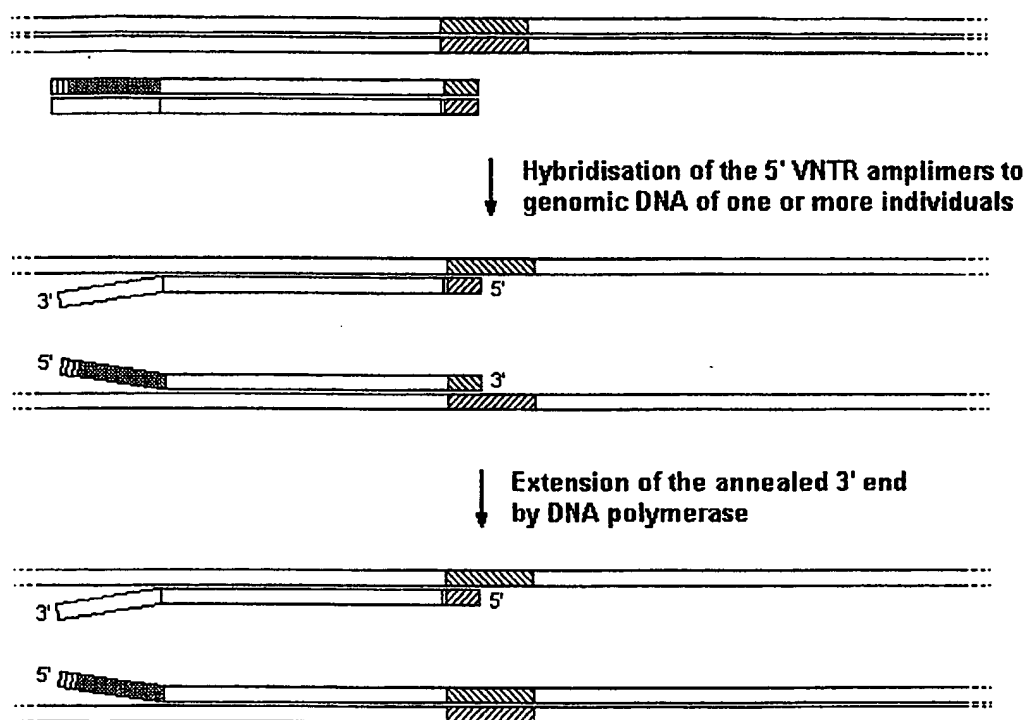 Hybridisation of the 5' VNTR amplimers to
genomic DNA of one or more individuals
5'
3'
5'
3'
Extension of the annealed 3' end
by DNA polymerase
5'
3'
5'